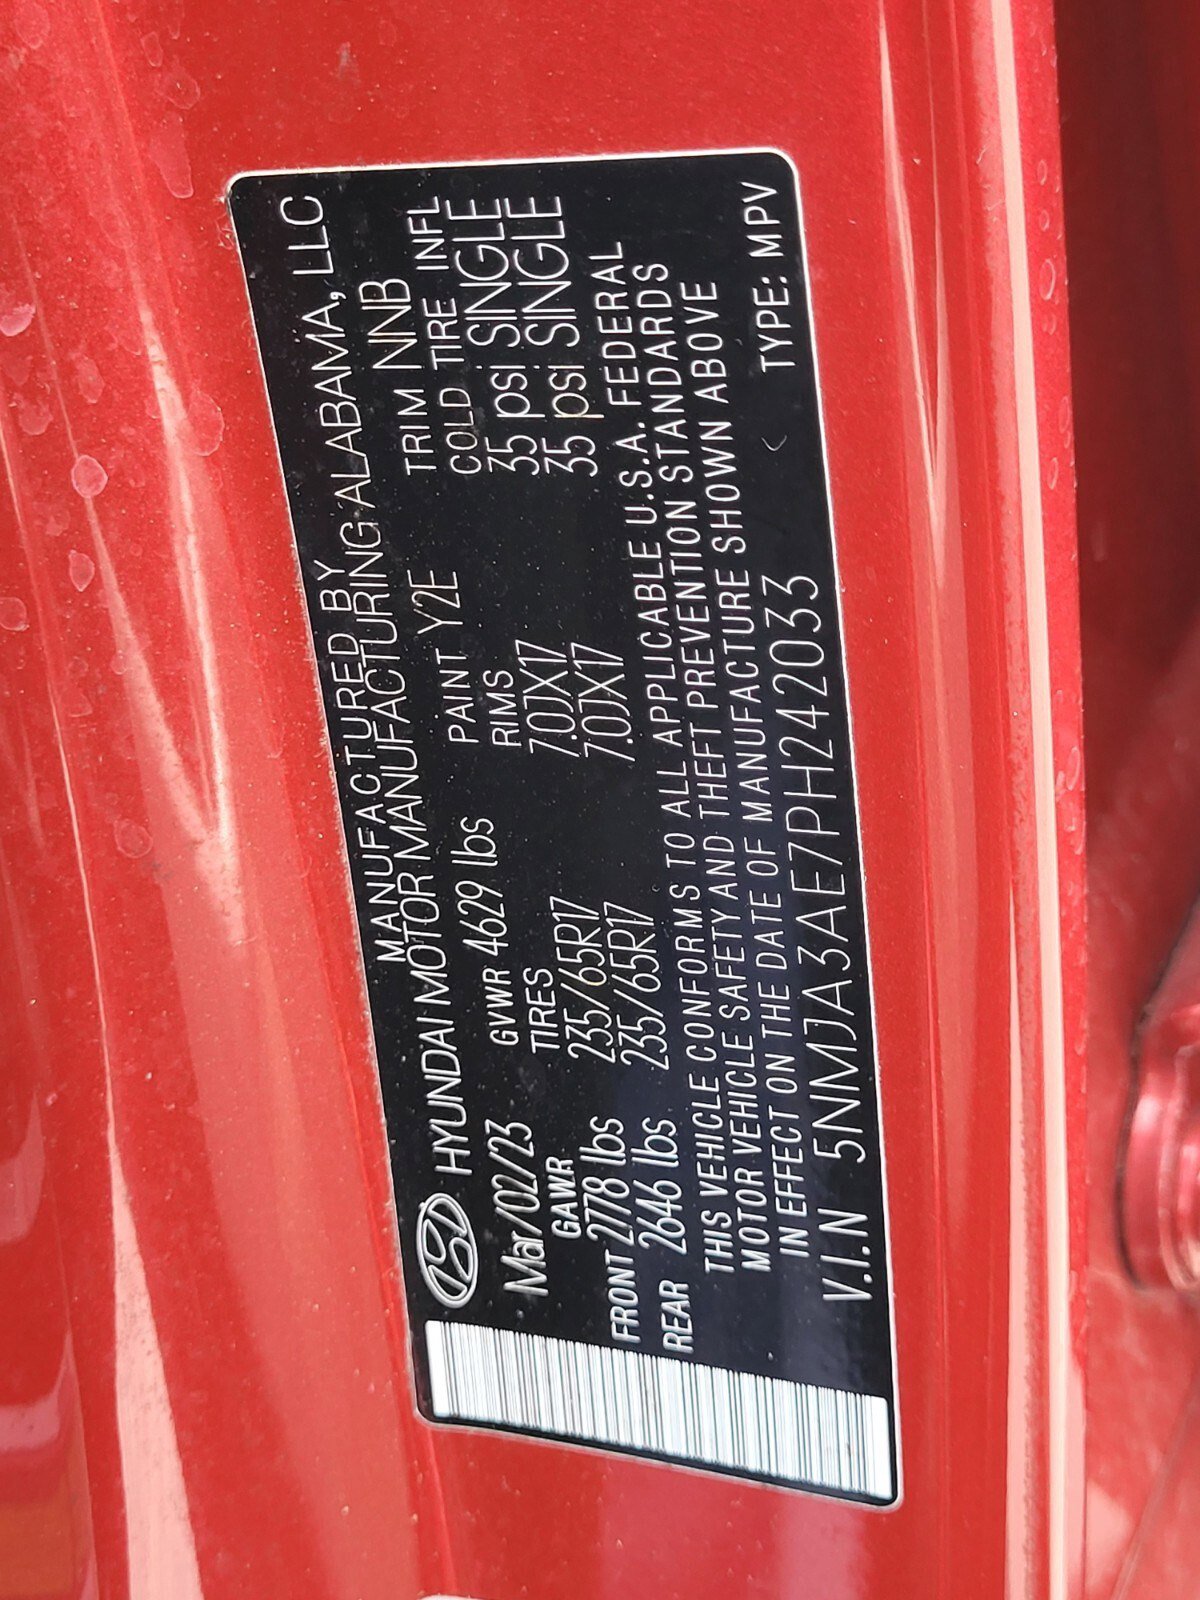 MANUFACTURED BY
HYUNDAI MOTOR MANUFACTURING ALABAMA, LLC
Mar/02/23 GVWR 4629 lbs PAINT Y2E TRIM NNB
GAWR TIRES RIMS COLD TIRE INFL
FRONT 2778 lbs 235/65R17 7.0JX17 35 psi SINGLE
REAR 2646 lbs 235/65R17 7.0JX17 35 psi SINGLE
THIS VEHICLE CONFORMS TO ALL APPLICABLE U.S.A. FEDERAL
MOTOR VEHICLE SAFETY AND THEFT PREVENTION STANDARDS
IN EFFECT ON THE DATE OF MANUFACTURE SHOWN ABOVE
V.I.N 5NMJA3AE7PH242033 TYPE: MPV